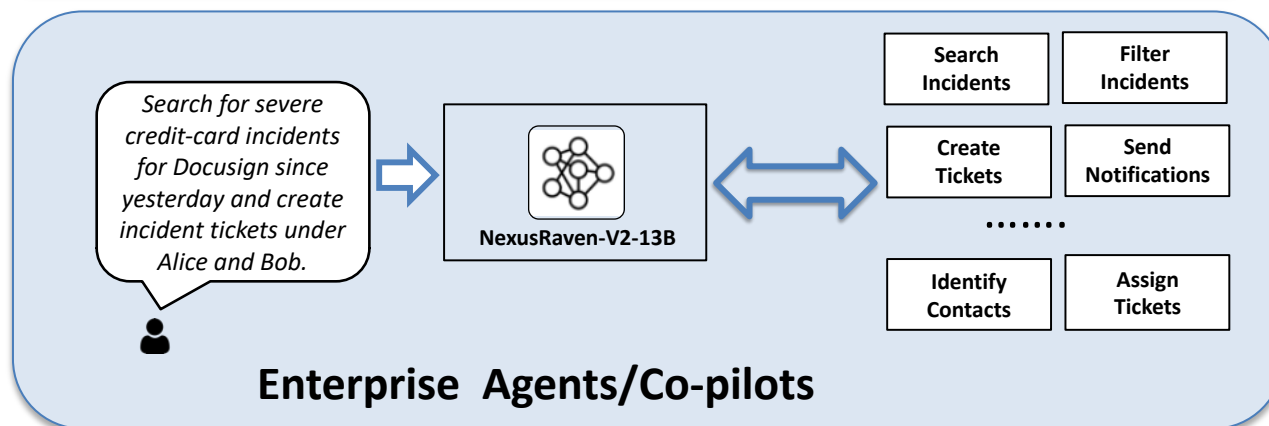 Search for severe
credit-card incidents
for Docusign since
yesterday and create
incident tickets under
Alice and Bob.
NexusRaven-V2-13B
Search
Incidents
Filter
Incidents
Create
Tickets
Send
Notifications
.......
Identify
Contacts
Assign
Tickets
Enterprise Agents/Co-pilots